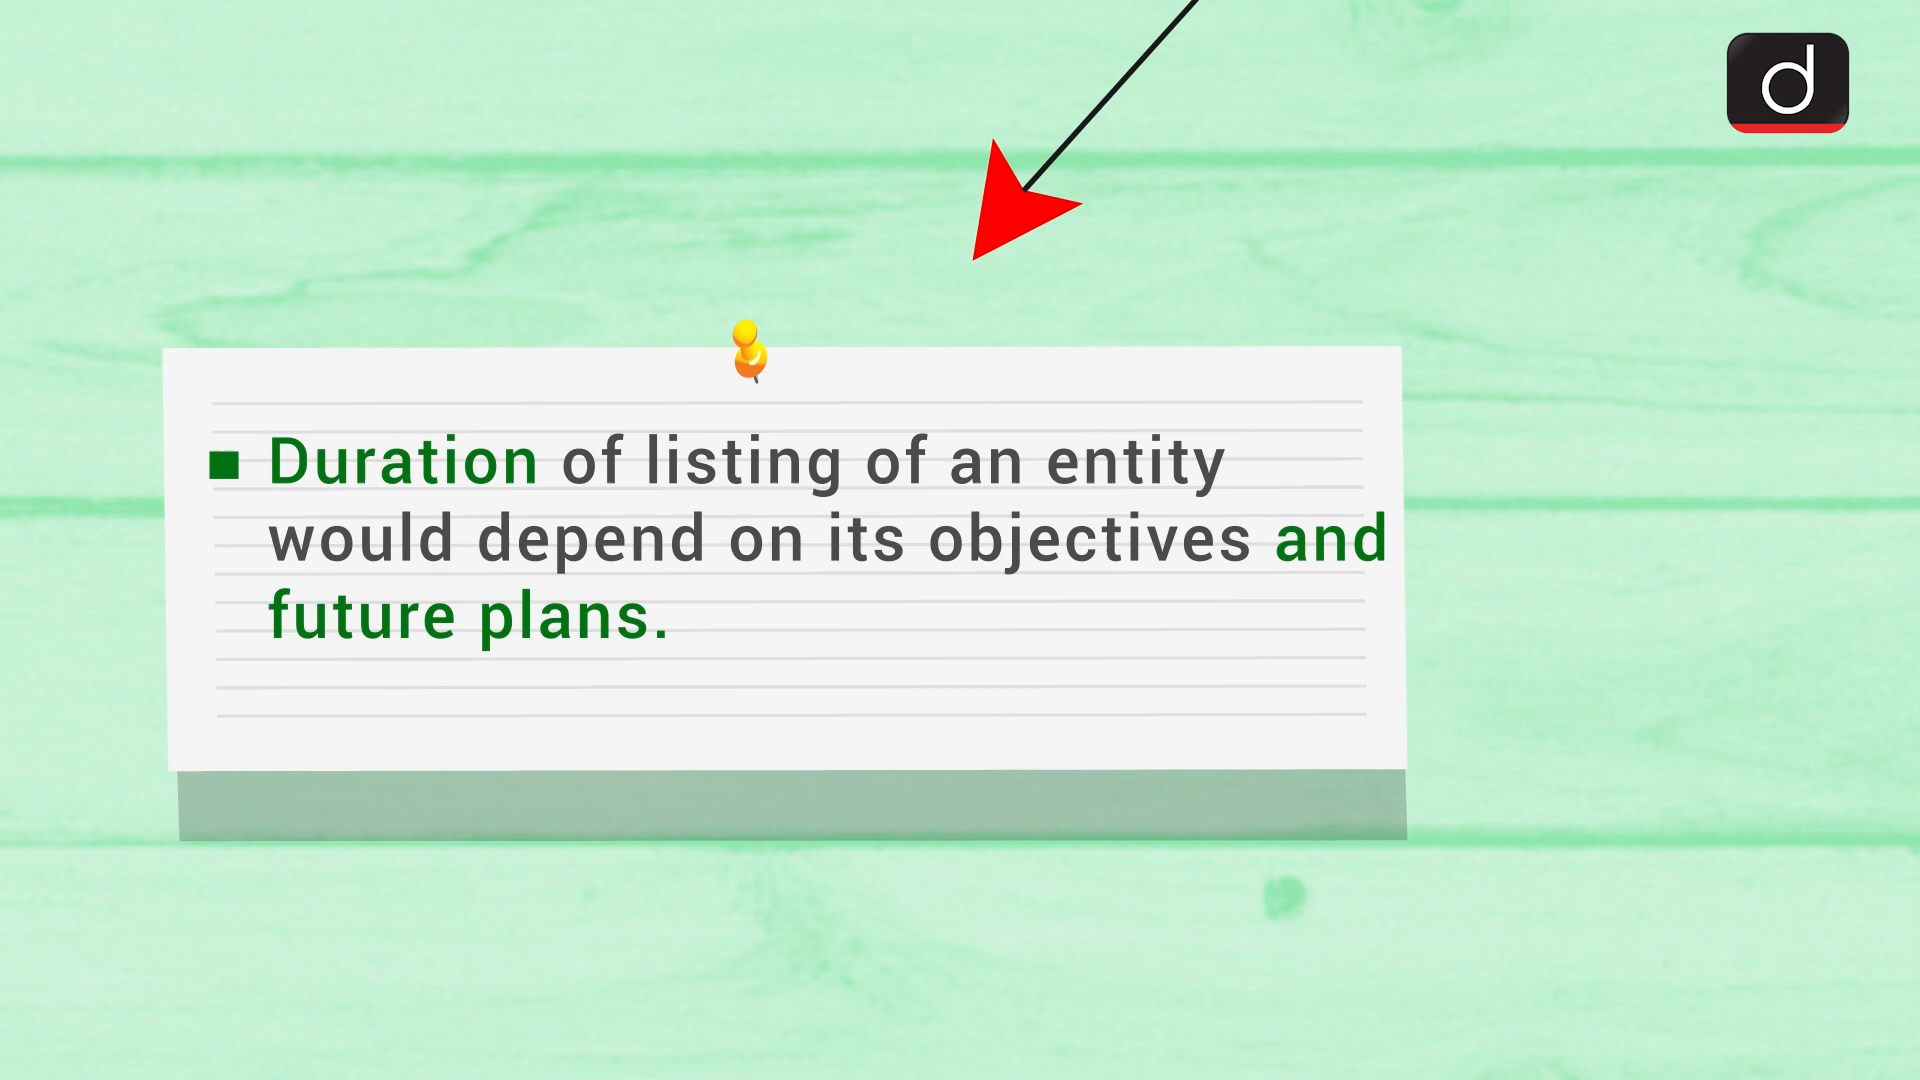 d
■ Duration of listing of an entity
would depend on its objectives and
future plans.